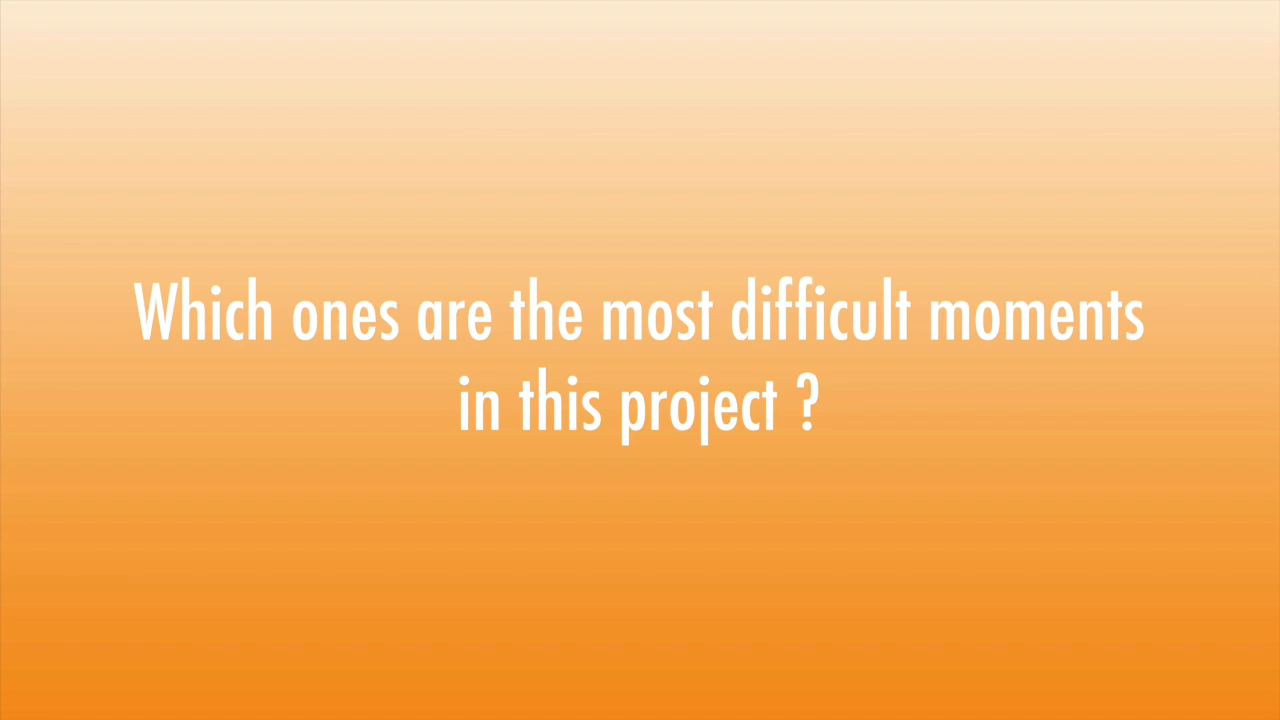 Which ones are the most difficult moments
in this project ?